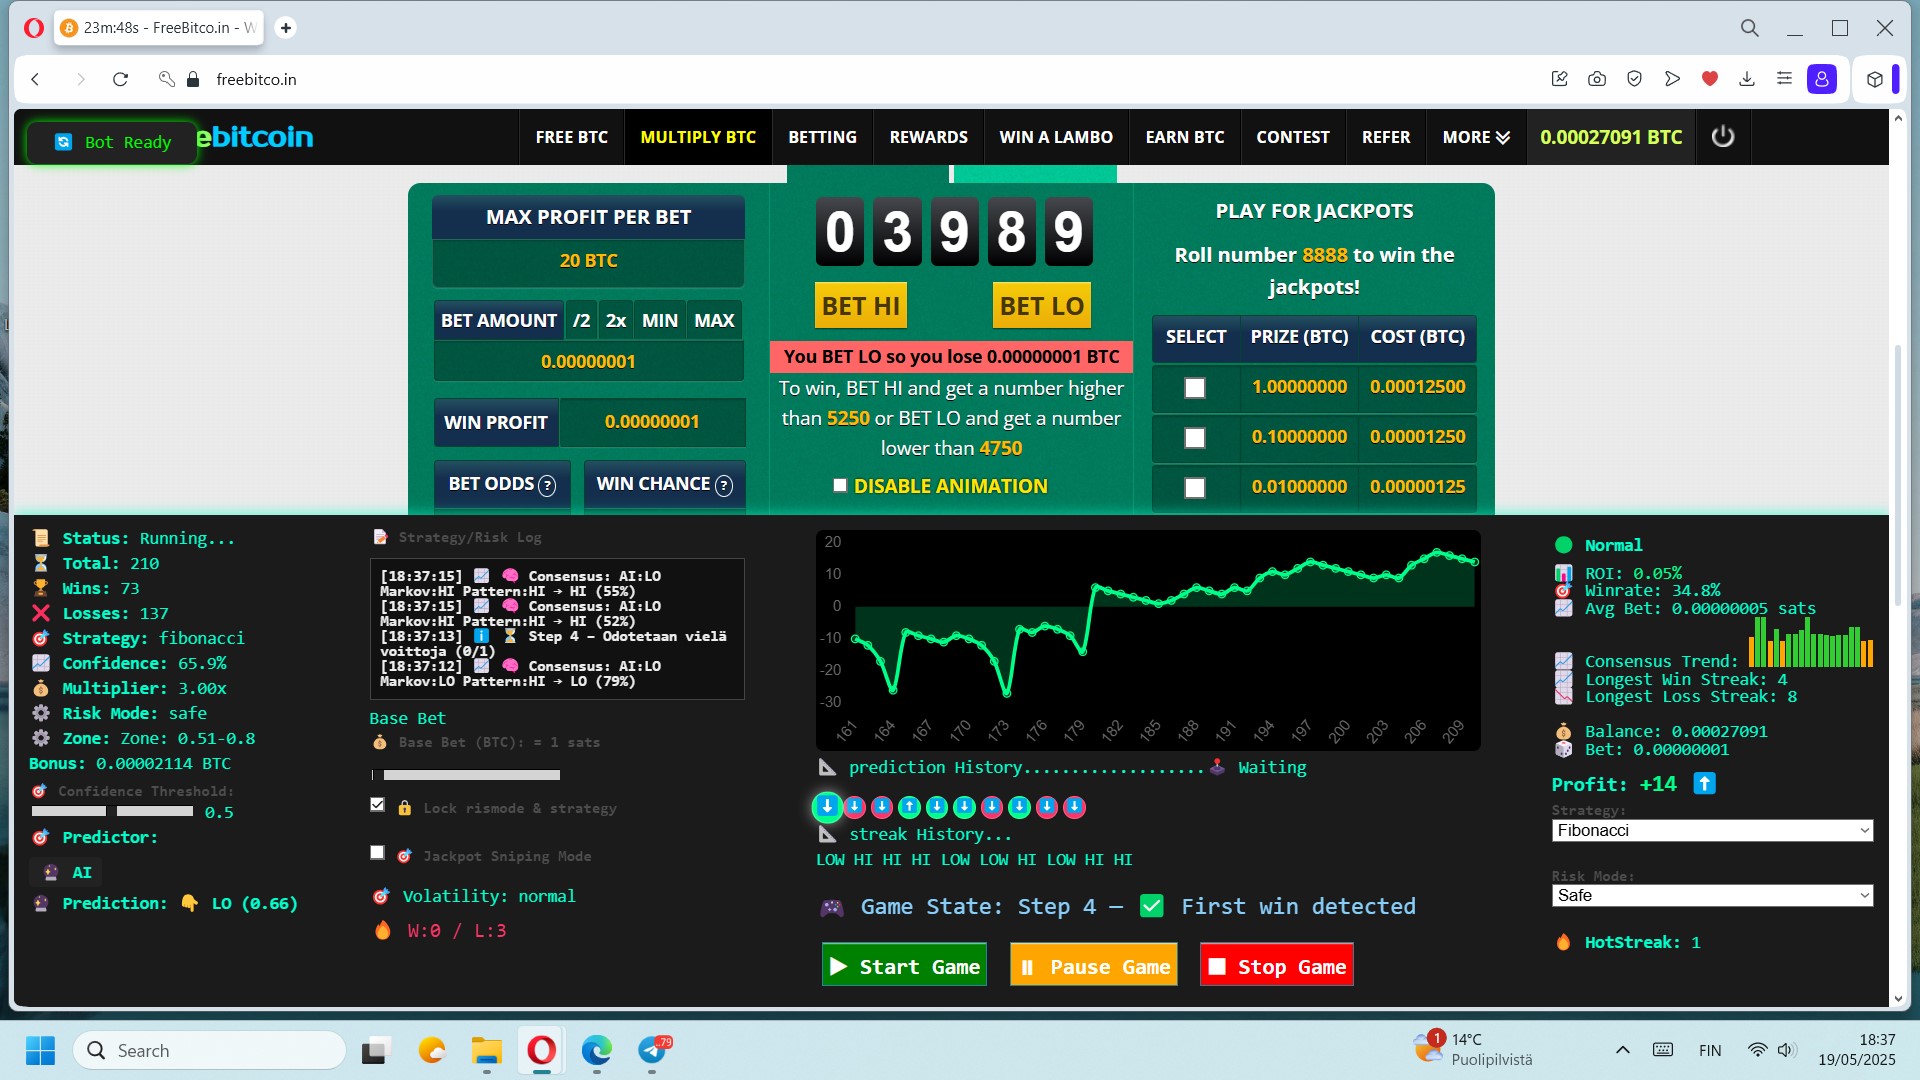 23m:48s - FreeBitco.in - W
freebitco.in
Bot Ready
ebitcoin
FREE BTC
MULTIPLY BTC
BETTING
REWARDS
WIN A LAMBO
EARN BTC
CONTEST
REFER
MORE
0.00027091 BTC
MAX PROFIT PER BET
20 BTC
BET AMOUNT /2 2x MIN MAX
0.00000001
WIN PROFIT 0.00000001
BET ODDS ? WIN CHANCE ?
0 3 9 8 9
BET HI BET LO
You BET LO so you lose 0.00000001 BTC
To win, BET HI and get a number higher
than 5250 or BET LO and get a number
lower than 4750
DISABLE ANIMATION
PLAY FOR JACKPOTS
Roll number 8888 to win the
jackpots!
SELECT PRIZE (BTC) COST (BTC)
1.00000000 0.00012500
0.10000000 0.00001250
0.01000000 0.00000125
Status: Running...
Total: 210
Wins: 73
Losses: 137
Strategy: fibonacci
Confidence: 65.9%
Multiplier: 3.00x
Risk Mode: safe
Zone: Zone: 0.51-0.8
Bonus: 0.00002114 BTC
Confidence Threshold:
0.5
Predictor:
AI
Prediction: LO (0.66)
Strategy/Risk Log
[18:37:15] Consensus: AI:LO
Markov:HI Pattern:HI → HI (55%)
[18:37:15] Consensus: AI:LO
Markov:HI Pattern:HI → HI (52%)
[18:37:13] Step 4 – Odotetaan vielä
voittoja (0/1)
[18:37:12] Consensus: AI:LO
Markov:LO Pattern:HI → LO (79%)
Base Bet
Base Bet (BTC): = 1 sats
Lock rismode & strategy
Jackpot Sniping Mode
Volatility: normal
W:0 / L:3
20
10
0
-10
-20
-30
161 164 167 170 173 176 179 182 185 188 191 194 197 200 203 206 209
prediction History................... Waiting
streak History...
LOW HI HI HI LOW LOW HI LOW HI HI
Game State: Step 4 – First win detected
Start Game
Pause Game
Stop Game
Normal
ROI: 0.05%
Winrate: 34.8%
Avg Bet: 0.00000005 sats
Consensus Trend:
Longest Win Streak: 4
Longest Loss Streak: 8
Balance: 0.00027091
Bet: 0.00000001
Profit: +14
Strategy:
Fibonacci
Risk Mode:
Safe
HotStreak: 1
Search
.79
1
14°C
Puolipilvistä
FIN
18:37
19/05/2025